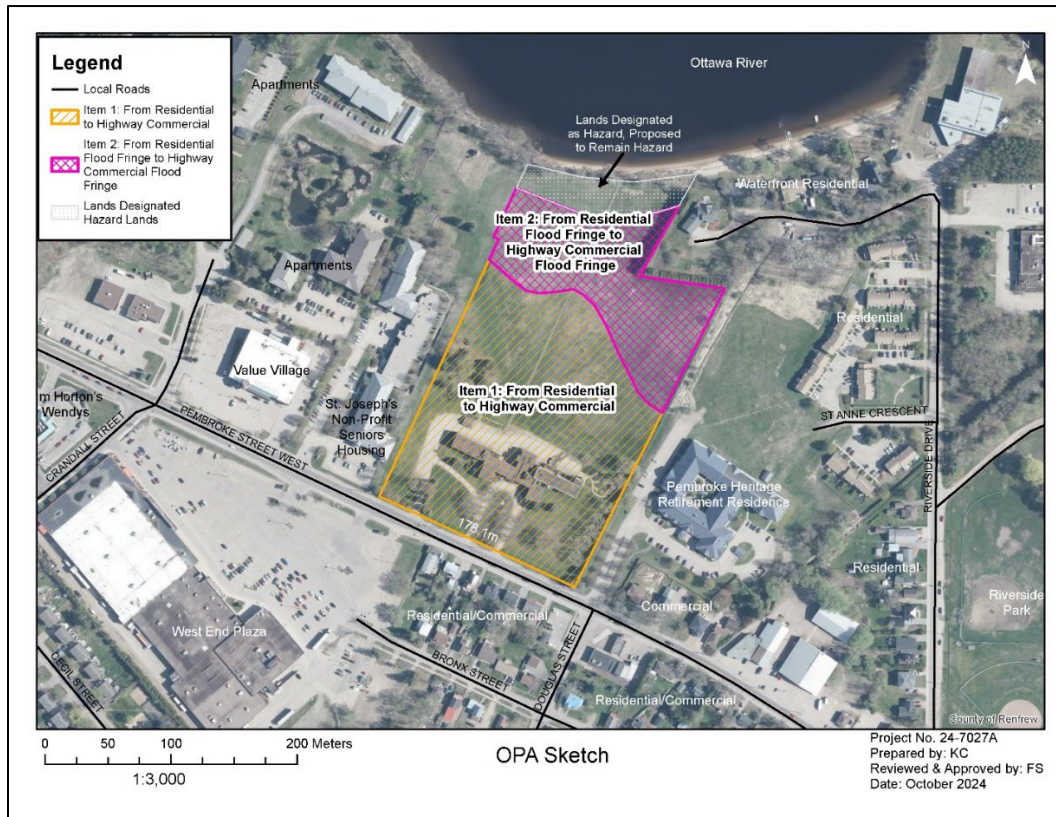 Legend
Local Roads
Item 1: From Residential
to Highway Commercial
Item 2: From Residential
Flood Fringe to Highway
Commercial Flood
Fringe
Lands Designated
Hazard Lands
Apartments
Ottawa River
N
Lands Designated
as Hazard, Proposed
to Remain Hazard
Waterfront Residential
Item 2: From Residential
Flood Fringe to
Highway Commercial
Flood Fringe
Apartments
Residential
Value Village
m Horton's
Wendys
CRANDALL STREET
PEMBROKE STREET WEST
St. Joseph's
Non-Profit
Seniors
Housing
Item 1: From Residential
to Highway Commercial
ST ANNE CRESCENT
RIVERSIDE DRIVE
Pembroke Heritage
Retirement Residence
178.1m
Residential
Riverside
Park
Residential/Commercial
Commercial
West End Plaza
BRONX STREET
DOUGLAS STREET
CECIL STREET
Residential/Commercial
County of Renfrew
0 50 100 200 Meters
1:3,000
OPA Sketch
Project No. 24-7027A
Prepared by: KC
Reviewed & Approved by: FS
Date: October 2024